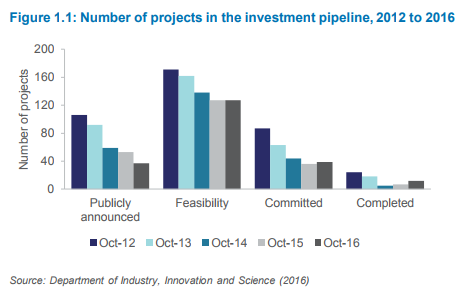 Figure 1.1: Number of projects in the investment pipeline, 2012 to 2016
200
160
120
80
40
0
Number of projects
Publicly announced
Feasibility
Committed
Completed
Oct-12 Oct-13 Oct-14 Oct-15 Oct-16
Source: Department of Industry, Innovation and Science (2016)